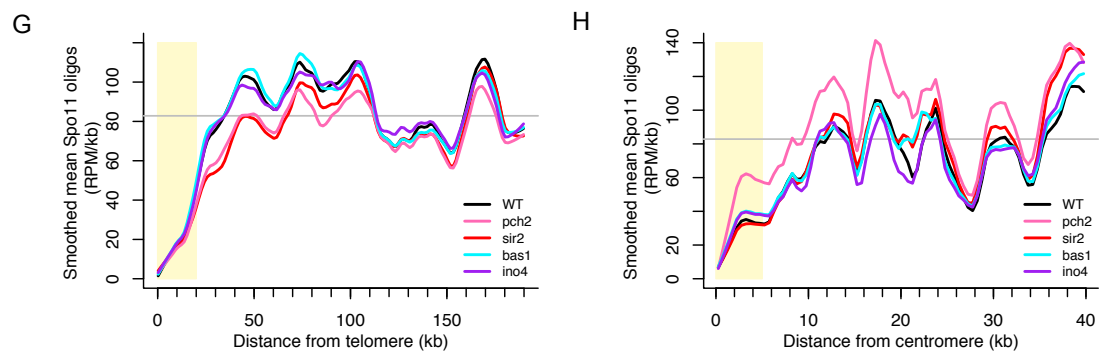 G
Smoothed mean Spo11 oligos
(RPM/kb)
0 20 40 60 80 100
WT
pch2
sir2
bas1
ino4
0 50 100 150
Distance from telomere (kb)
H
Smoothed mean Spo11 oligos
(RPM/kb)
0 20 60 100 140
WT
pch2
sir2
bas1
ino4
0 10 20 30 40
Distance from centromere (kb)